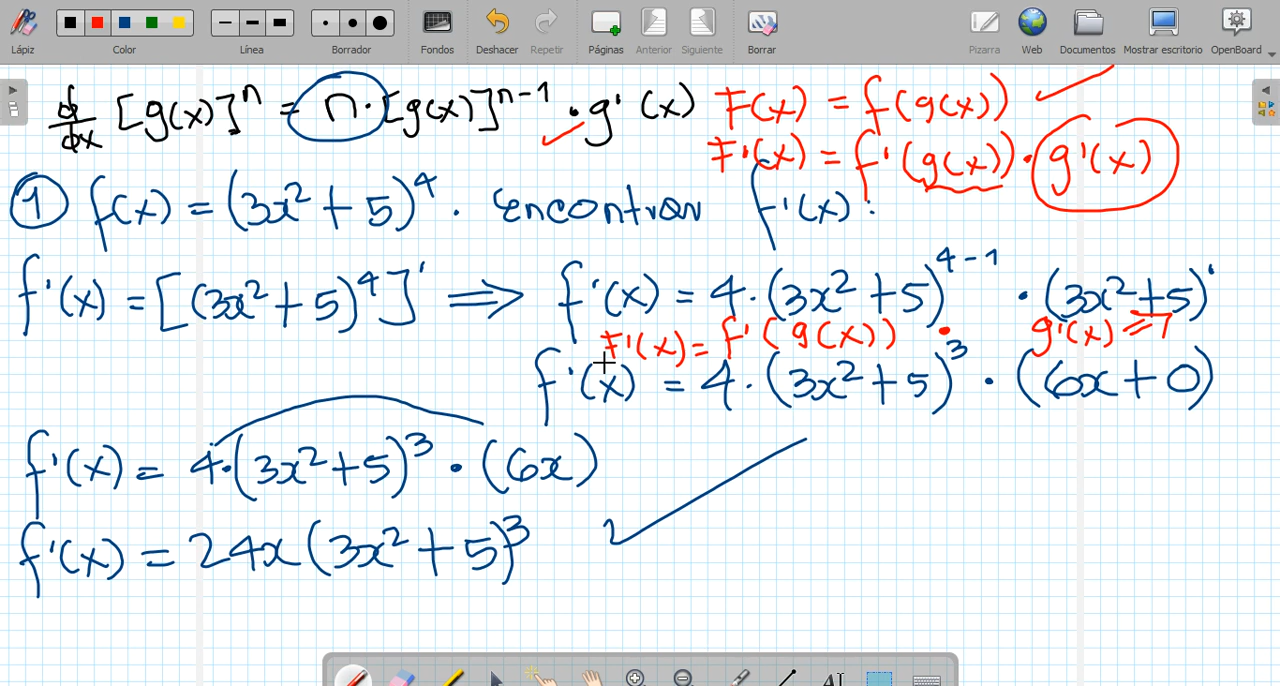 Lápiz Color Línea Borrador Fondos Deshacer Repetir Páginas Anterior Siguiente Borrar Pizarra Web Documentos Mostrar escritorio OpenBoard
d/dx [g(x)]^n = n·[g(x)]^(n-1) · g'(x)
F(x) = f(g(x))
F'(x) = f'(g(x))·g'(x)
① f(x) = (3x² + 5)⁴. encontrar f'(x):
f'(x) = [(3x² + 5)⁴]' ⟹ f'(x) = 4·(3x² + 5)^(4-1) · (3x² + 5)'
F'(x) = f'(g(x)) · g'(x)
f'(x) = 4·(3x² + 5)³ · (6x + 0)
f'(x) = 4·(3x² + 5)³ · (6x)
f'(x) = 24x(3x² + 5)³
AI